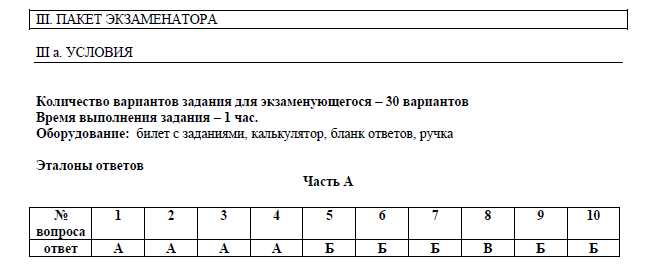 III. ПАКЕТ ЭКЗАМЕНАТОРА
III а. УСЛОВИЯ
Количество вариантов задания для экзаменующегося – 30 вариантов
Время выполнения задания – 1 час.
Оборудование: билет с заданиями, калькулятор, бланк ответов, ручка
Эталоны ответов
Часть А
№ вопроса 1 2 3 4 5 6 7 8 9 10
ответ А А А А Б Б Б В Б Б